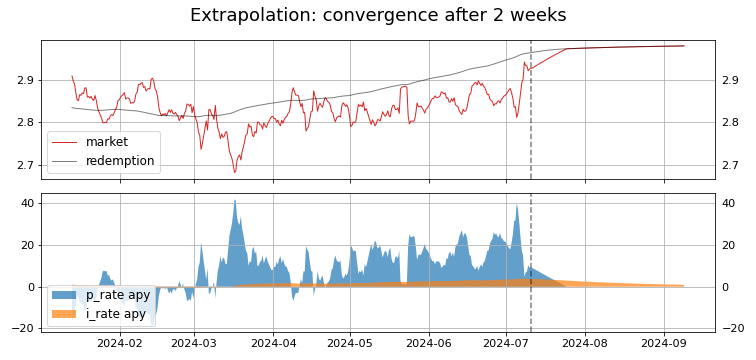 Extrapolation: convergence after 2 weeks
2.9 2.9
2.8 2.8
2.7 2.7
market
redemption
40 40
20 20
0 0
−20 −20
p_rate apy
i_rate apy
2024-02 2024-03 2024-04 2024-05 2024-06 2024-07 2024-08 2024-09